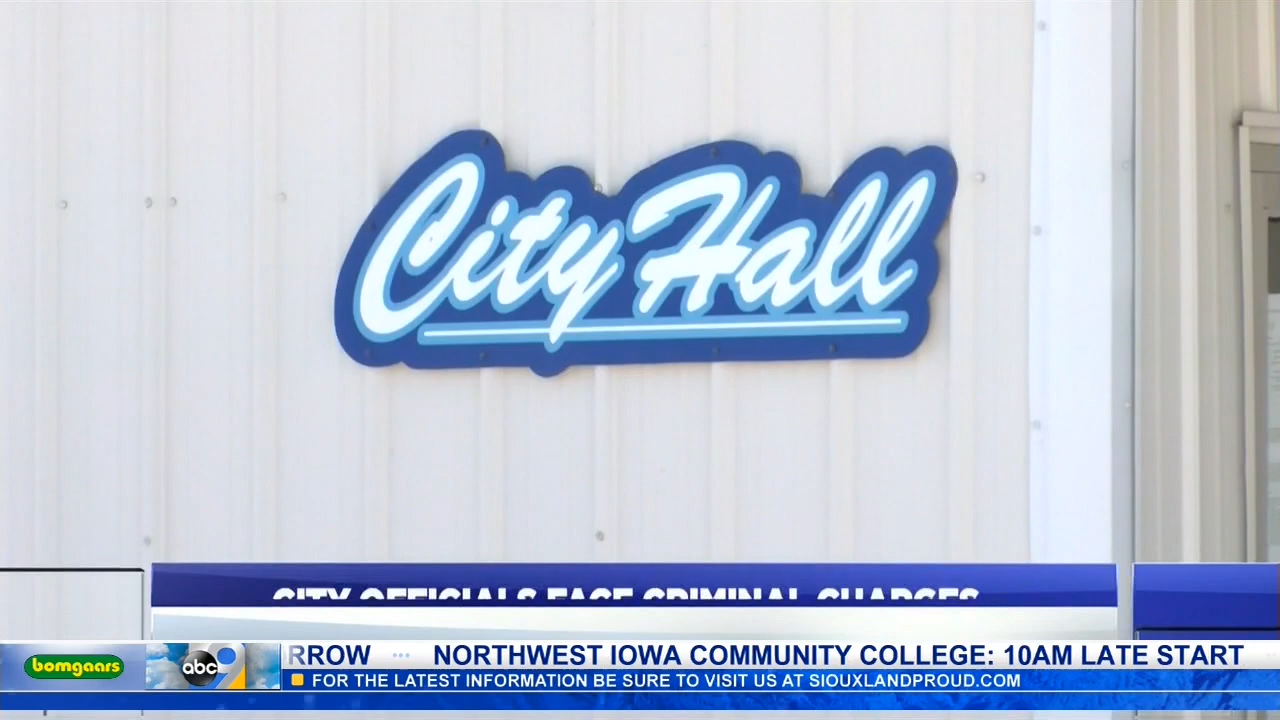 City Hall
CITY OFFICIALS FACE CRIMINAL CHARGES
bomgaars
abc
RROW ... NORTHWEST IOWA COMMUNITY COLLEGE: 10AM LATE START
FOR THE LATEST INFORMATION BE SURE TO VISIT US AT SIOUXLANDPROUD.COM